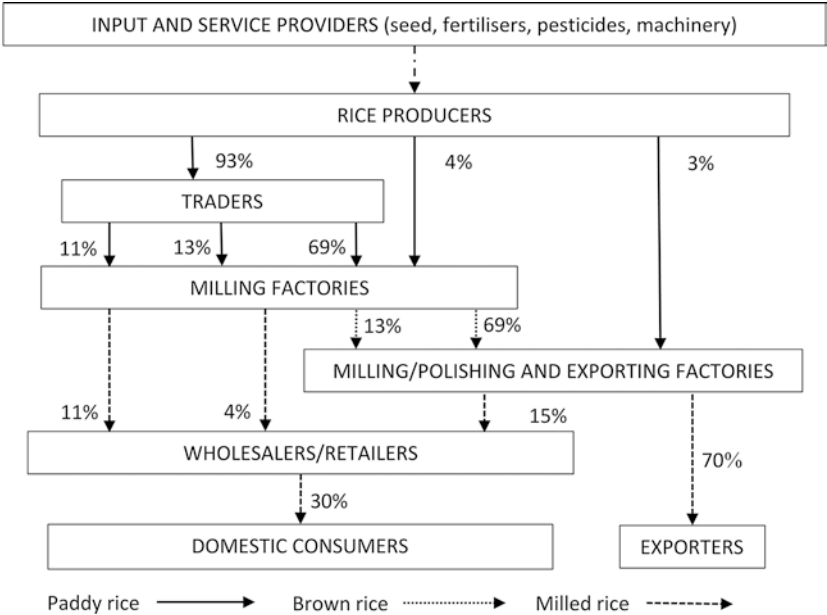 INPUT AND SERVICE PROVIDERS (seed, fertilisers, pesticides, machinery)
RICE PRODUCERS
93%
4%
3%
TRADERS
11%
13%
69%
MILLING FACTORIES
13%
69%
MILLING/POLISHING AND EXPORTING FACTORIES
11%
4%
15%
WHOLESALERS/RETAILERS
70%
30%
DOMESTIC CONSUMERS
EXPORTERS
Paddy rice
Brown rice
Milled rice